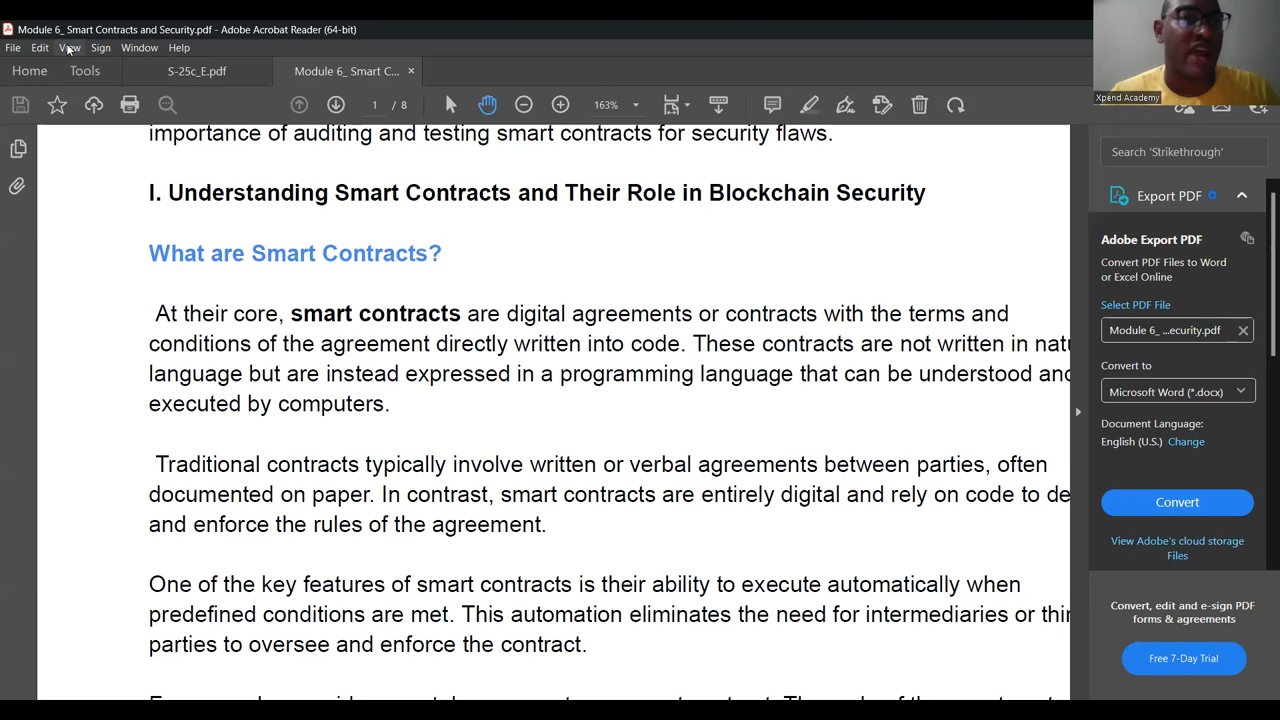 Module 6_ Smart Contracts and Security.pdf - Adobe Acrobat Reader (64-bit)
File Edit View Sign Window Help
Home Tools S-25c_E.pdf Module 6_ Smart C... ×
1 / 8 163%
Xpend Academy
importance of auditing and testing smart contracts for security flaws.
I. Understanding Smart Contracts and Their Role in Blockchain Security
What are Smart Contracts?
At their core, smart contracts are digital agreements or contracts with the terms and
conditions of the agreement directly written into code. These contracts are not written in natu
language but are instead expressed in a programming language that can be understood and
executed by computers.
Traditional contracts typically involve written or verbal agreements between parties, often
documented on paper. In contrast, smart contracts are entirely digital and rely on code to de
and enforce the rules of the agreement.
One of the key features of smart contracts is their ability to execute automatically when
predefined conditions are met. This automation eliminates the need for intermediaries or thir
parties to oversee and enforce the contract.
Search 'Strikethrough'
Export PDF
Adobe Export PDF
Convert PDF Files to Word
or Excel Online
Select PDF File
Module 6_ ...ecurity.pdf ×
Convert to
Microsoft Word (*.docx)
Document Language:
English (U.S.) Change
Convert
View Adobe's cloud storage
Files
Convert, edit and e-sign PDF
forms & agreements
Free 7-Day Trial